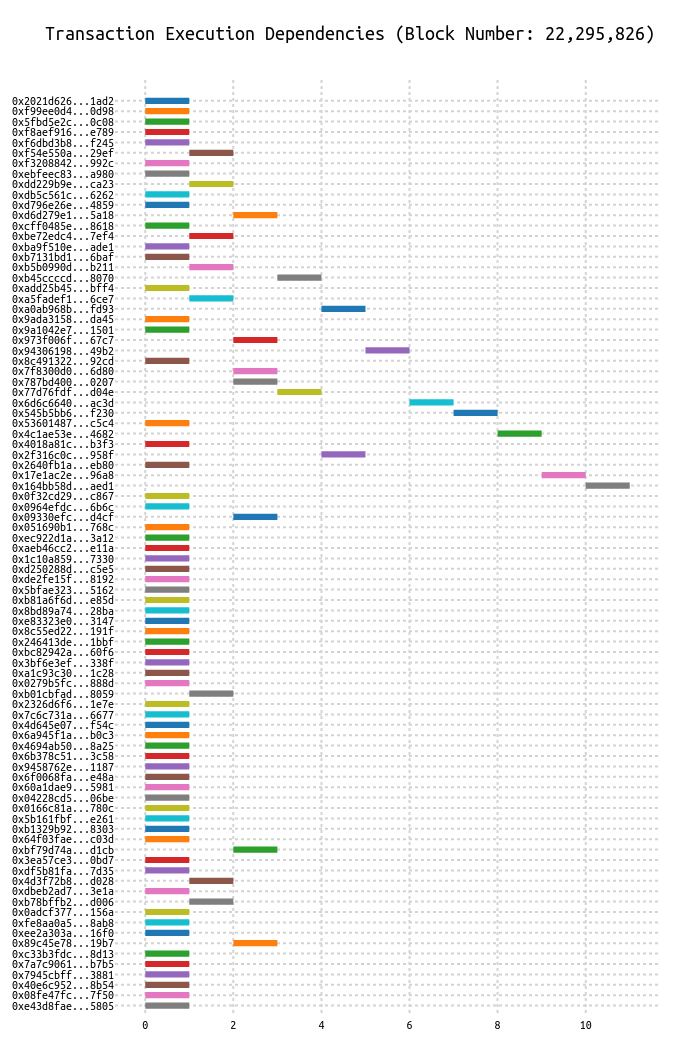 Transaction Execution Dependencies (Block Number: 22,295,826)
0x2021d626...1ad2
0xf99ee0d4...0d98
0x5fbd5e2c...0c08
0xf8aef916...e789
0xf6dbd3b8...f245
0xf54e550a...29ef
0xf3208842...992c
0xebfeec83...a980
0xdd229b9e...ca23
0xdb5c561c...6262
0xd796e26e...4859
0xd6d279e1...5a18
0xcff0485e...8618
0xbe72edc4...7ef4
0xba9f510e...ade1
0xb7131bd1...6baf
0xb5b0990d...b211
0xb45ccccd...8070
0xadd25b45...bff4
0xa5fadef1...6ce7
0xa0ab968b...fd93
0x9ada3158...da45
0x9a1042e7...1501
0x973f006f...67c7
0x94306198...49b2
0x8c491322...92cd
0x7f8300d0...6d80
0x787bd400...0207
0x77d76fdf...d04e
0x6d6c6640...ac3d
0x545b5bb6...f230
0x53601487...c5c4
0x4c1ae53e...4682
0x4018a81c...b3f3
0x2f316c0c...958f
0x2640fb1a...eb80
0x17e1ac2e...96a8
0x164bb58d...aed1
0x0f32cd29...c867
0x0964efdc...6b6c
0x09330efc...d4cf
0x051690b1...768c
0xec922d1a...3a12
0xaeb46cc2...e11a
0x1c10a859...7330
0xd250288d...c5e5
0xde2fe15f...8192
0x5bfae323...5162
0xb81a6f6d...e85d
0x8bd89a74...28ba
0xe83323e0...3147
0x8c55ed22...191f
0x246413de...1bbf
0xbc82942a...60f6
0x3bf6e3ef...338f
0xa1c93c30...1c28
0x0279b5fc...888d
0xb01cbfad...8059
0x2326d6f6...1e7e
0x7c6c731a...6677
0x4d645e07...f54c
0x6a945f1a...b0c3
0x4694ab50...8a25
0x6b378c51...3c58
0x9458762e...1187
0x6f0068fa...e48a
0x60a1dae9...5981
0x04228cd5...06be
0x0166c81a...780c
0x5b161fbf...e261
0xb1329b92...8303
0x64f03fae...c03d
0xbf79d74a...d1cb
0x3ea57ce3...0bd7
0xdf5b81fa...7d35
0x4d3f72b8...d028
0xdbeb2ad7...3e1a
0xb78bffb2...d006
0x0adcf377...156a
0xfe8aa0a5...8ab8
0xee2a303a...16f0
0x89c45e78...19b7
0xc33b3fdc...8d13
0x7a7c9061...b7b5
0x7945cbff...3881
0x40e6c952...8b54
0x08fe47fc...7f50
0xe43d8fae...5805
0 2 4 6 8 10